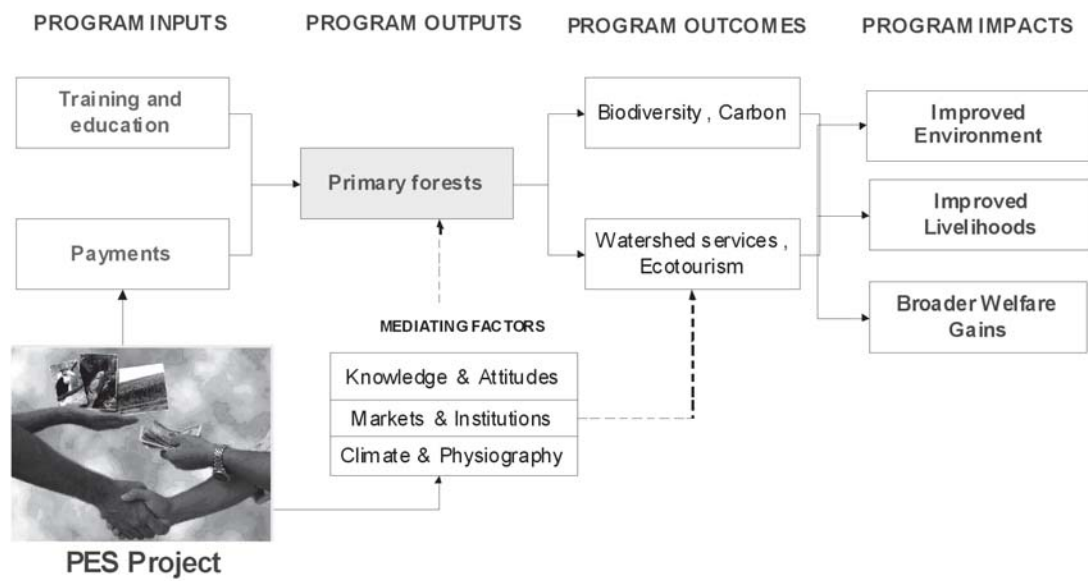 PROGRAM INPUTS
PROGRAM OUTPUTS
PROGRAM OUTCOMES
PROGRAM IMPACTS
Training and
education
Payments
Primary forests
Biodiversity , Carbon
Watershed services ,
Ecotourism
Improved
Environment
Improved
Livelihoods
Broader Welfare
Gains
MEDIATING FACTORS
Knowledge & Attitudes
Markets & Institutions
Climate & Physiography
PES Project